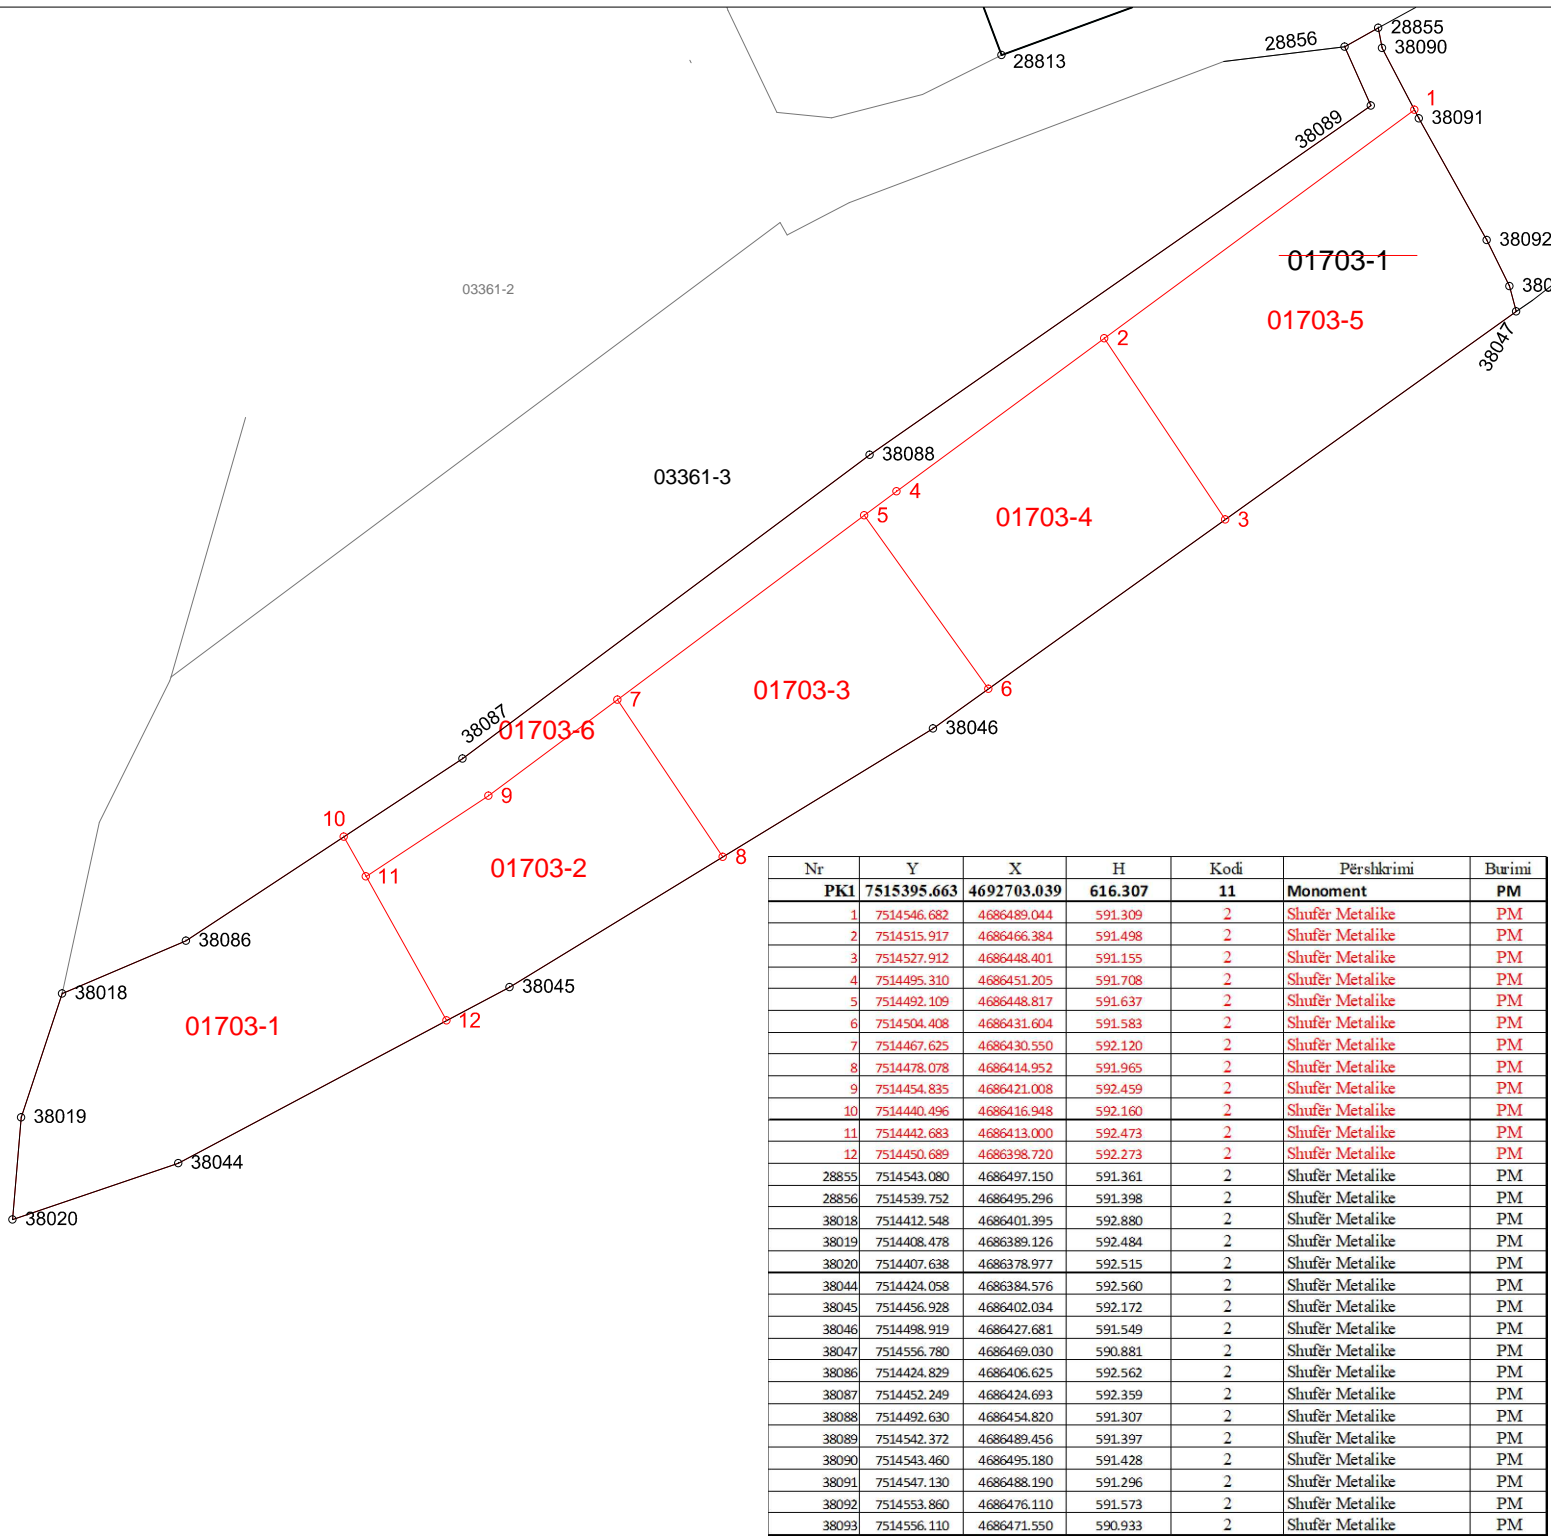 28855
28856
38090
28813
1
38089
38091
38092
01703-1
380
03361-2
01703-5
2
38047
38088
03361-3
4
5
01703-4
3
6
01703-3
7
38087
01703-6
38046
9
10
8
01703-2
11
38086
38045
38018
12
01703-1
38019
38044
38020
Nr Y X H Kodi Përshkrimi Burimi
PK1 7515395.663 4692703.039 616.307 11 Monoment PM
1 7514546.682 4686489.044 591.309 2 Shufër Metalike PM
2 7514515.917 4686466.384 591.498 2 Shufër Metalike PM
3 7514527.912 4686448.401 591.155 2 Shufër Metalike PM
4 7514495.310 4686451.205 591.708 2 Shufër Metalike PM
5 7514492.109 4686448.817 591.637 2 Shufër Metalike PM
6 7514504.408 4686431.604 591.583 2 Shufër Metalike PM
7 7514467.625 4686430.550 592.120 2 Shufër Metalike PM
8 7514478.078 4686414.952 591.965 2 Shufër Metalike PM
9 7514454.835 4686421.008 592.459 2 Shufër Metalike PM
10 7514440.496 4686416.948 592.160 2 Shufër Metalike PM
11 7514442.683 4686413.000 592.473 2 Shufër Metalike PM
12 7514450.689 4686398.720 592.273 2 Shufër Metalike PM
28855 7514543.080 4686497.150 591.361 2 Shufër Metalike PM
28856 7514539.752 4686495.296 591.398 2 Shufër Metalike PM
38018 7514412.548 4686401.395 592.880 2 Shufër Metalike PM
38019 7514408.478 4686389.126 592.484 2 Shufër Metalike PM
38020 7514407.638 4686378.977 592.515 2 Shufër Metalike PM
38044 7514424.058 4686384.576 592.560 2 Shufër Metalike PM
38045 7514456.928 4686402.034 592.172 2 Shufër Metalike PM
38046 7514498.919 4686427.681 591.549 2 Shufër Metalike PM
38047 7514556.780 4686469.030 590.881 2 Shufër Metalike PM
38086 7514424.829 4686406.625 592.562 2 Shufër Metalike PM
38087 7514452.249 4686424.693 592.359 2 Shufër Metalike PM
38088 7514492.630 4686454.820 591.307 2 Shufër Metalike PM
38089 7514542.372 4686489.456 591.397 2 Shufër Metalike PM
38090 7514543.460 4686495.180 591.428 2 Shufër Metalike PM
38091 7514547.130 4686488.190 591.296 2 Shufër Metalike PM
38092 7514553.860 4686476.110 591.573 2 Shufër Metalike PM
38093 7514556.110 4686471.550 590.933 2 Shufër Metalike PM